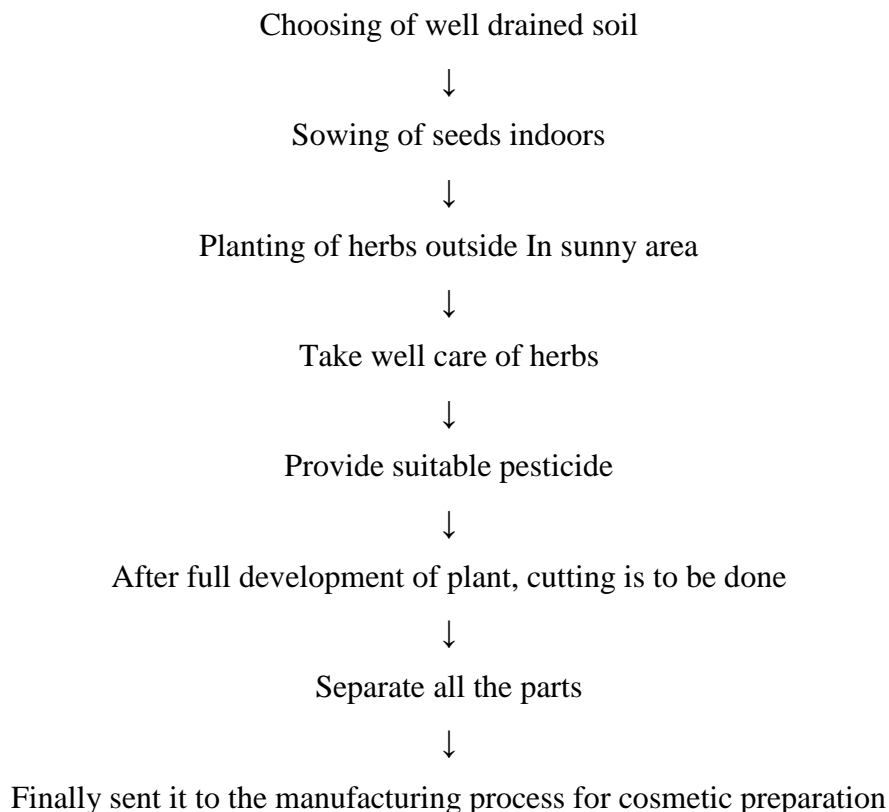 Choosing of well drained soil
↓
Sowing of seeds indoors
↓
Planting of herbs outside In sunny area
↓
Take well care of herbs
↓
Provide suitable pesticide
↓
After full development of plant, cutting is to be done
↓
Separate all the parts
↓
Finally sent it to the manufacturing process for cosmetic preparation